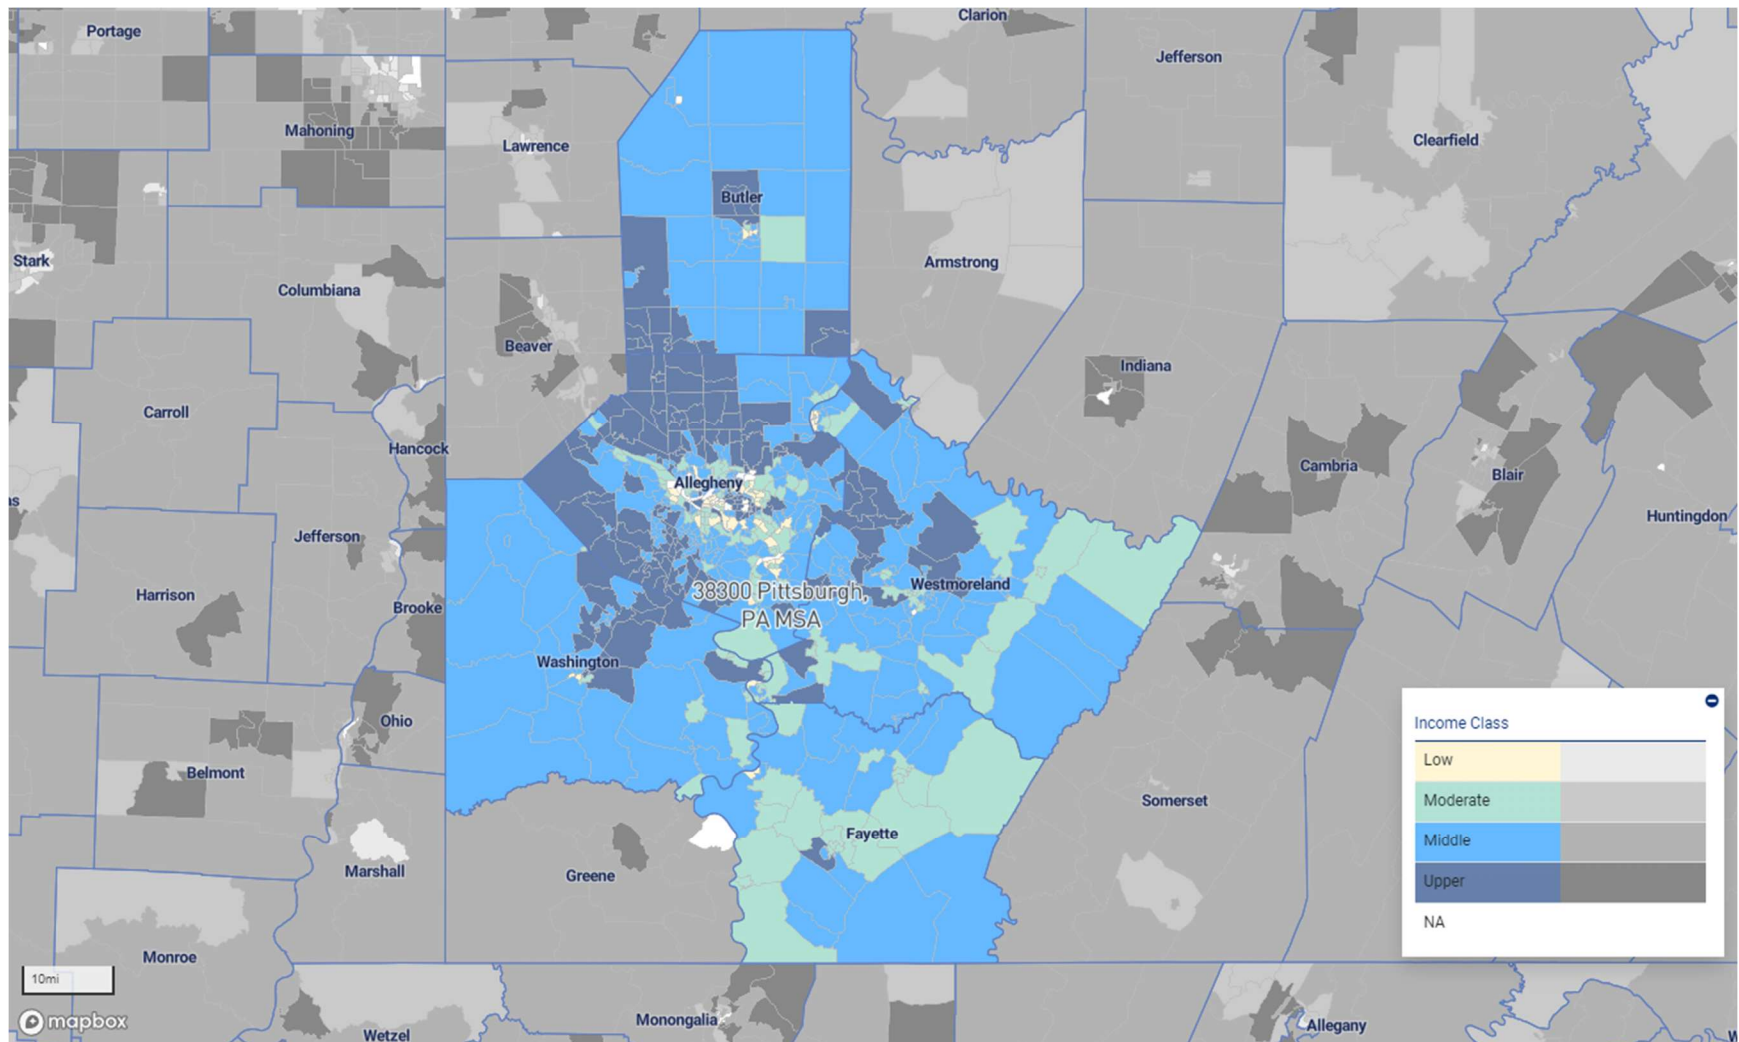 Clarion
Portage
Jefferson
Mahoning
Clearfield
Lawrence
Butler
Stark
Armstrong
Columbiana
Beaver
Indiana
Carroll
Hancock
Cambria
Blair
Allegheny
as
Huntingdon
Jefferson
Westmoreland
38300 Pittsburgh,
PA MSA
Harrison
Brooke
Washington
Ohio
Income Class
Low
Moderate
Middle
Upper
NA
Belmont
Somerset
Fayette
Marshall
Greene
Monroe
10mi
mapbox
Monongalia
Allegany
Wetzel
W